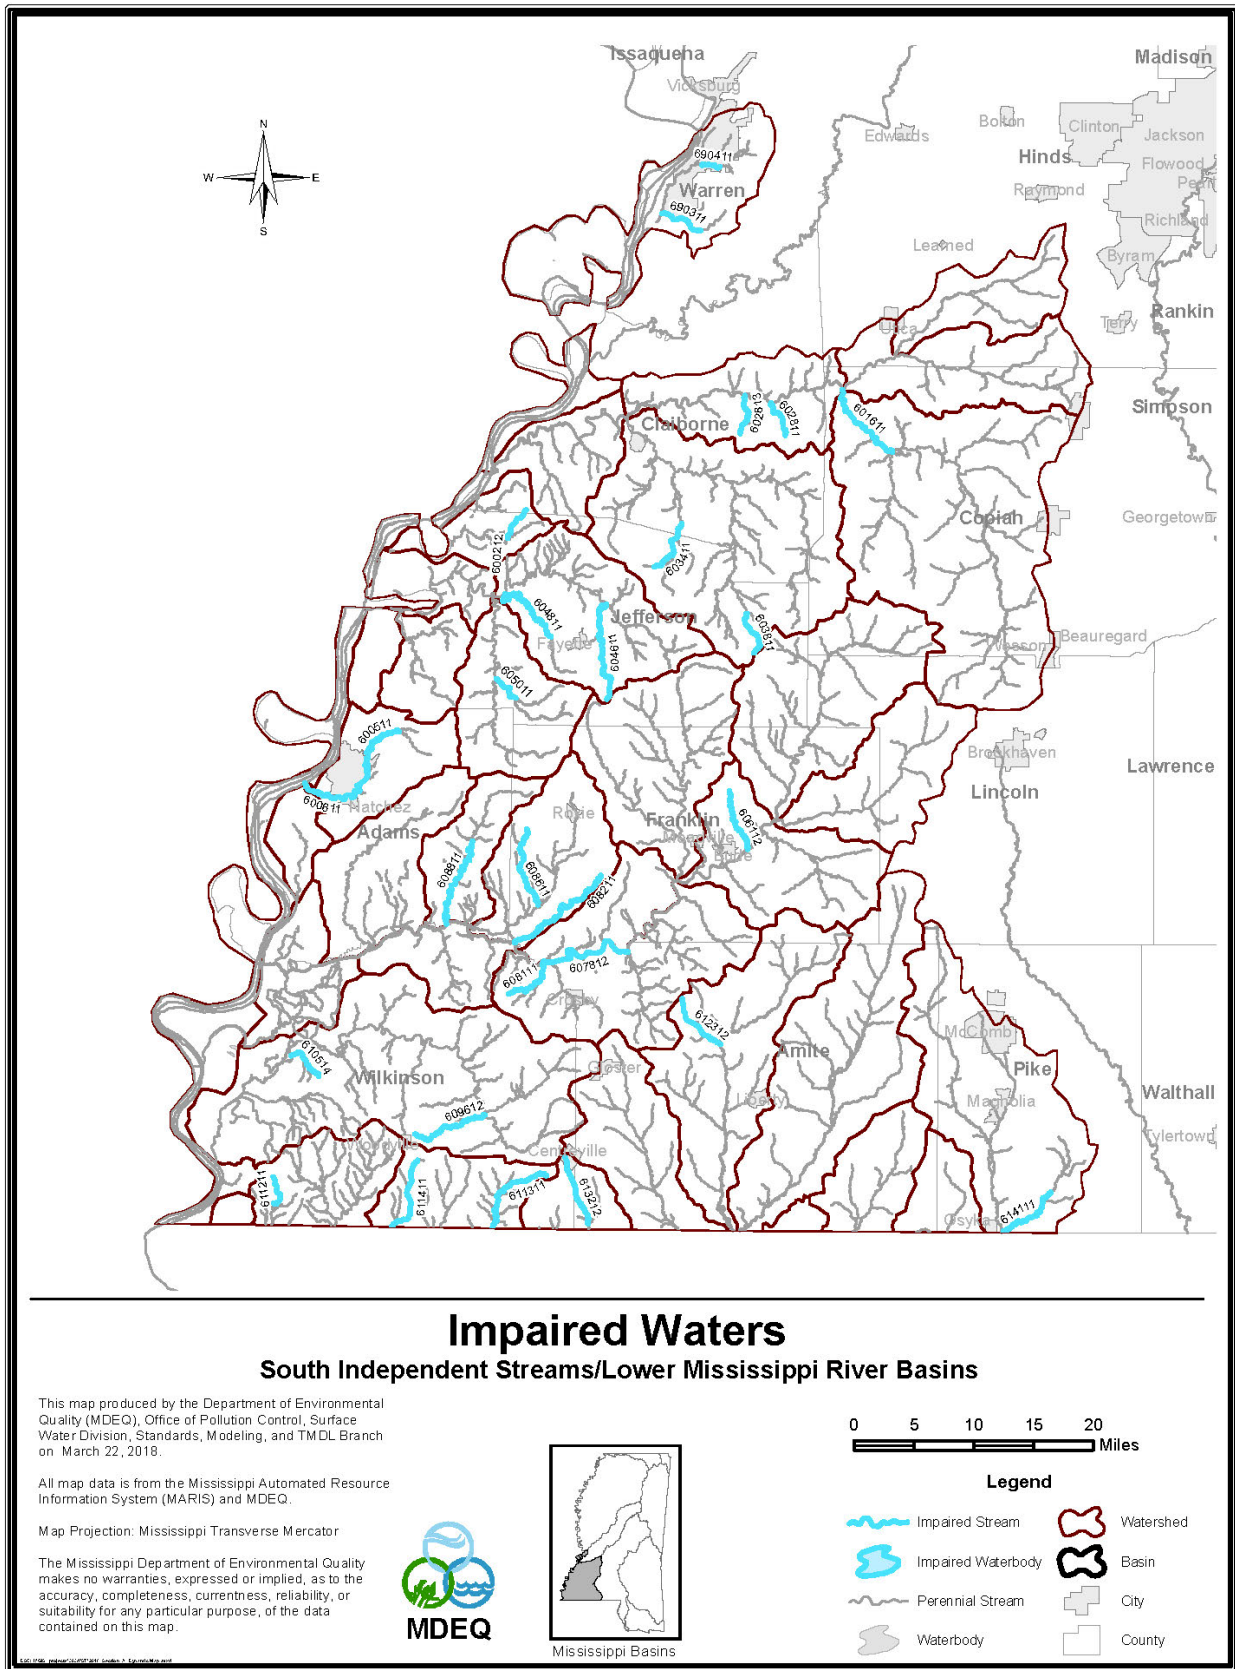 Issaquena
Madison
Vicksburg
Edwards
Bolton
Clinton
Jackson
Hinds
Flowood
Raymond
Richland
Learned
Byram
Utica
Terry
Rankin
Simpson
N
W
E
S
690411
Warren
690311
602813
602811
601611
Claiborne
Copiah
Georgetown
600212
603411
604811
Jefferson
Fayette
604611
603811
Beauregard
Wesson
605011
600511
600611
Natchez
Adams
Brookhaven
Lawrence
Lincoln
Roxie
Franklin
Meadville
Bude
606112
608811
608611
608211
608111
607812
Crosby
612312
McComb
Amite
Pike
610514
Wilkinson
Gloster
Liberty
Magnolia
Walthall
Tylertown
609612
Woodville
Centreville
611211
611411
611311
613212
Osyka
614111
Impaired Waters
South Independent Streams/Lower Mississippi River Basins
This map produced by the Department of Environmental
Quality (MDEQ), Office of Pollution Control, Surface
Water Division, Standards, Modeling, and TMDL Branch
on March 22, 2018.
All map data is from the Mississippi Automated Resource
Information System (MARIS) and MDEQ.
Map Projection: Mississippi Transverse Mercator
The Mississippi Department of Environmental Quality
makes no warranties, expressed or implied, as to the
accuracy, completeness, currentness, reliability, or
suitability for any particular purpose, of the data
contained on this map.
MDEQ
Mississippi Basins
0 5 10 15 20
Miles
Legend
Impaired Stream
Watershed
Impaired Waterbody
Basin
Perennial Stream
City
Waterbody
County